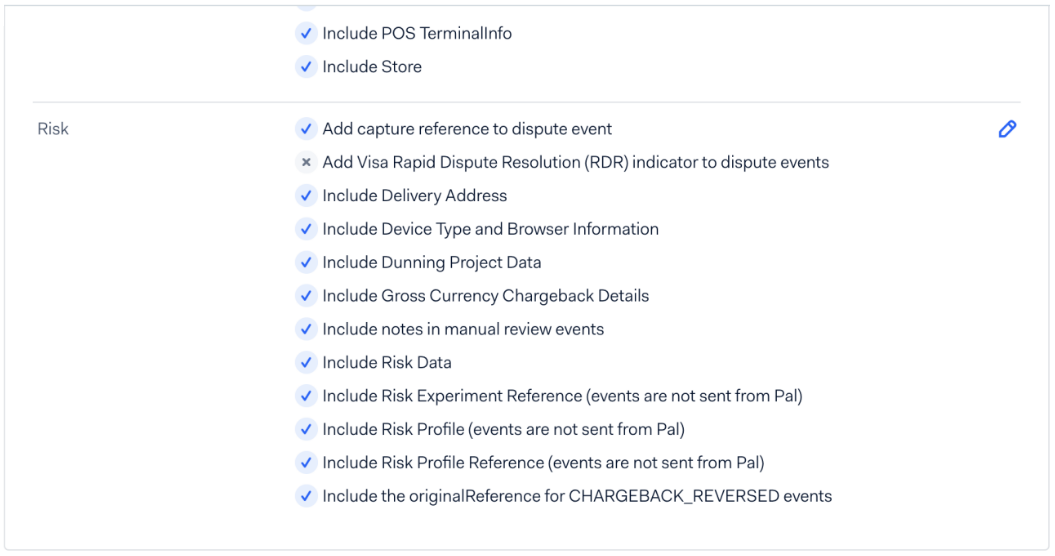 Include POS TerminalInfo
Include Store
Risk
Add capture reference to dispute event
Add Visa Rapid Dispute Resolution (RDR) indicator to dispute events
Include Delivery Address
Include Device Type and Browser Information
Include Dunning Project Data
Include Gross Currency Chargeback Details
Include notes in manual review events
Include Risk Data
Include Risk Experiment Reference (events are not sent from Pal)
Include Risk Profile (events are not sent from Pal)
Include Risk Profile Reference (events are not sent from Pal)
Include the originalReference for CHARGEBACK_REVERSED events